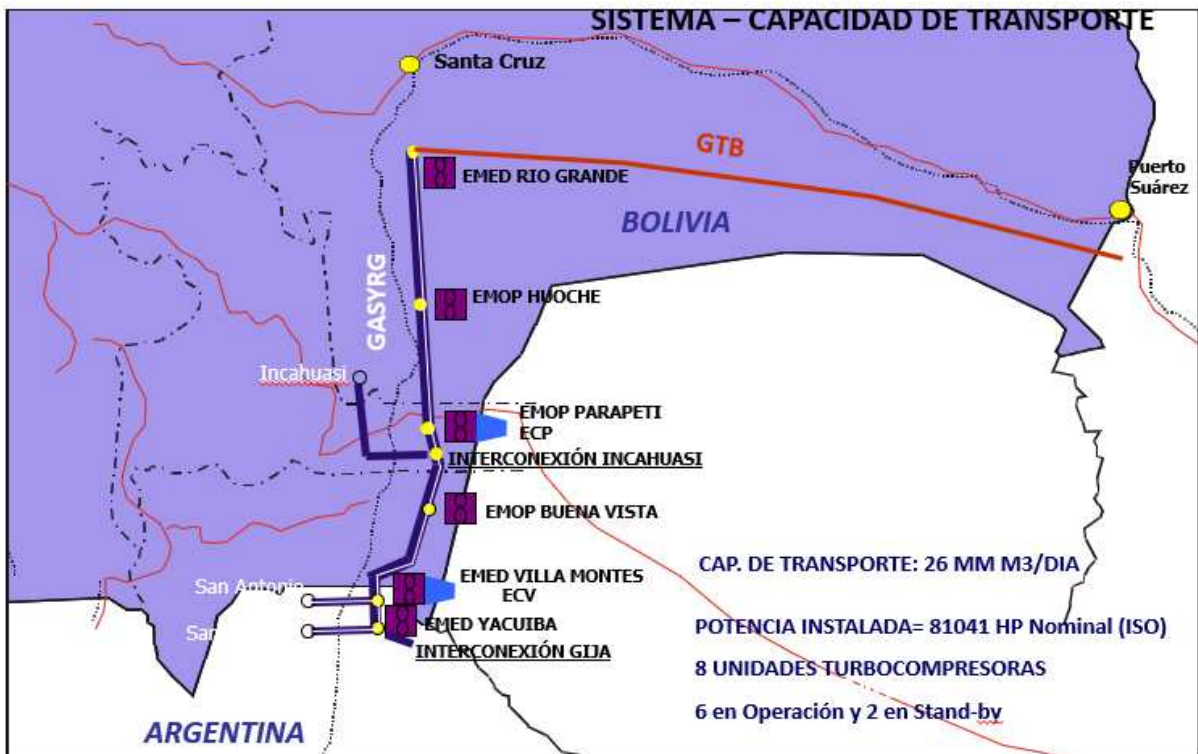 SISTEMA – CAPACIDAD DE TRANSPORTE
Santa Cruz
GTB
Puerto
Suárez
EMED RIO GRANDE
BOLIVIA
GASYRG
EMOP HUOCHE
Incahuasi
EMOP PARAPETI
ECP
INTERCONEXIÓN INCAHUASI
EMOP BUENA VISTA
CAP. DE TRANSPORTE: 26 MM M3/DIA
EMED VILLA MONTES
ECV
San Antonio
POTENCIA INSTALADA= 81041 HP Nominal (ISO)
EMED YACUIBA
INTERCONEXIÓN GIJA
8 UNIDADES TURBOCOMPRESORAS
6 en Operación y 2 en Stand-by
ARGENTINA